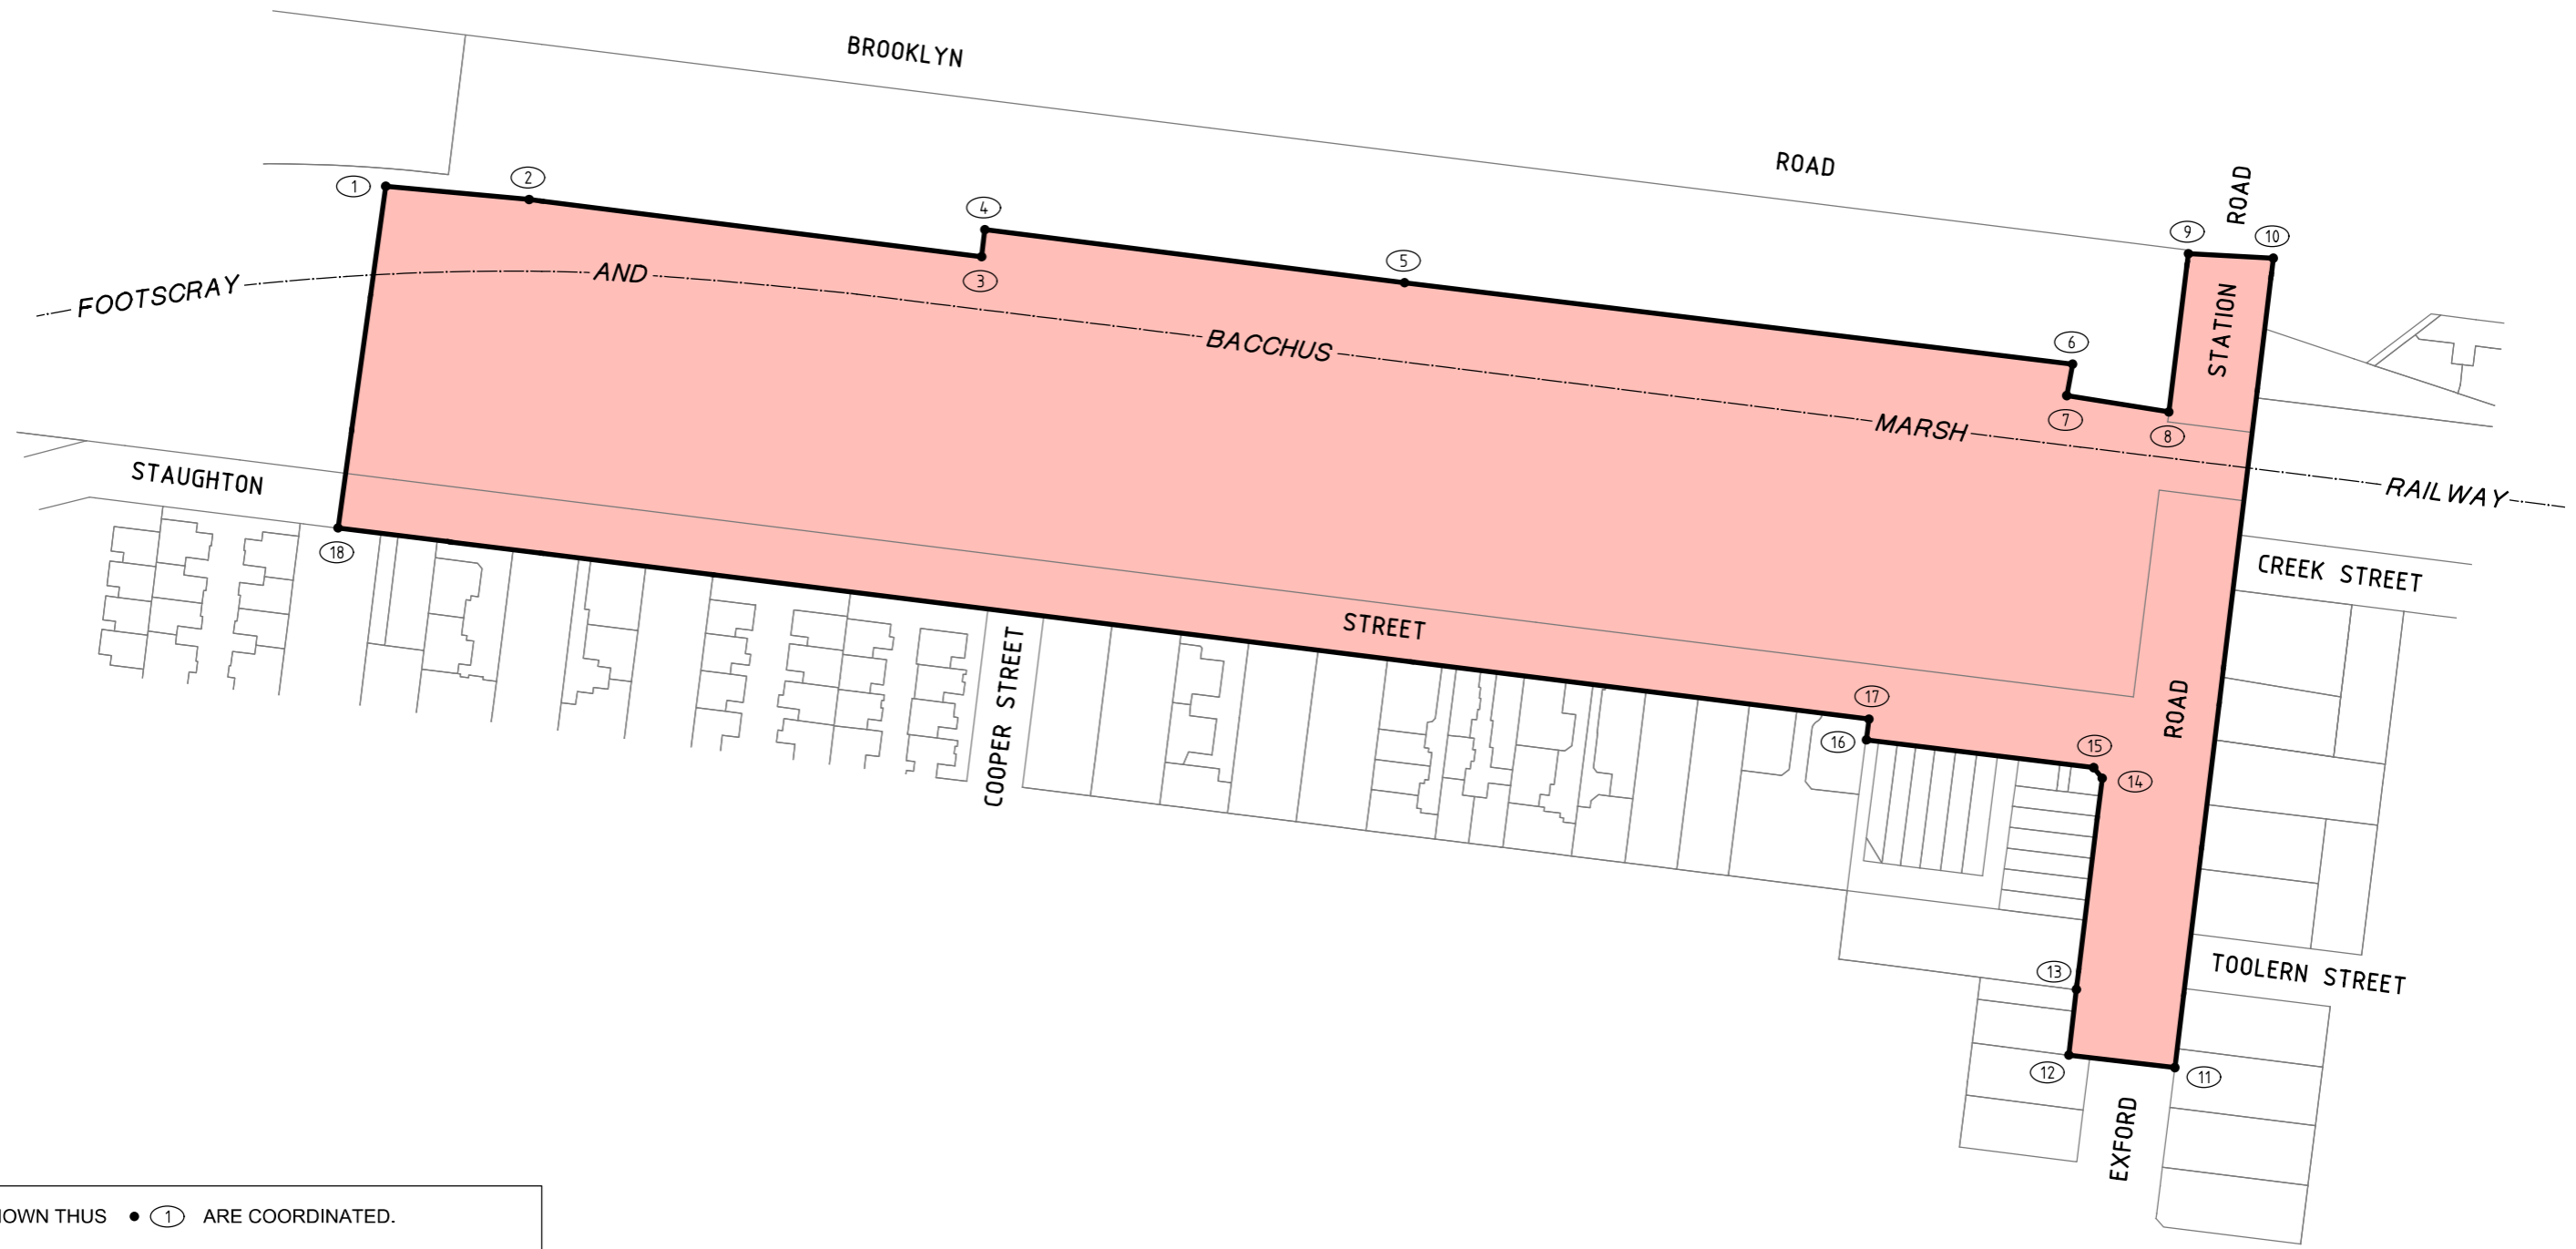 BROOKLYN
ROAD
ROAD
1
2
3
4
5
6
7
8
9
10
STATION
FOOTSCRAY
AND
BACCHUS
MARSH
RAILWAY
STAUGHTON
STREET
CREEK STREET
COOPER STREET
ROAD
18
17
16
15
14
13
12
11
TOOLERN STREET
EXFORD
THUS 1 ARE COORDINATED.